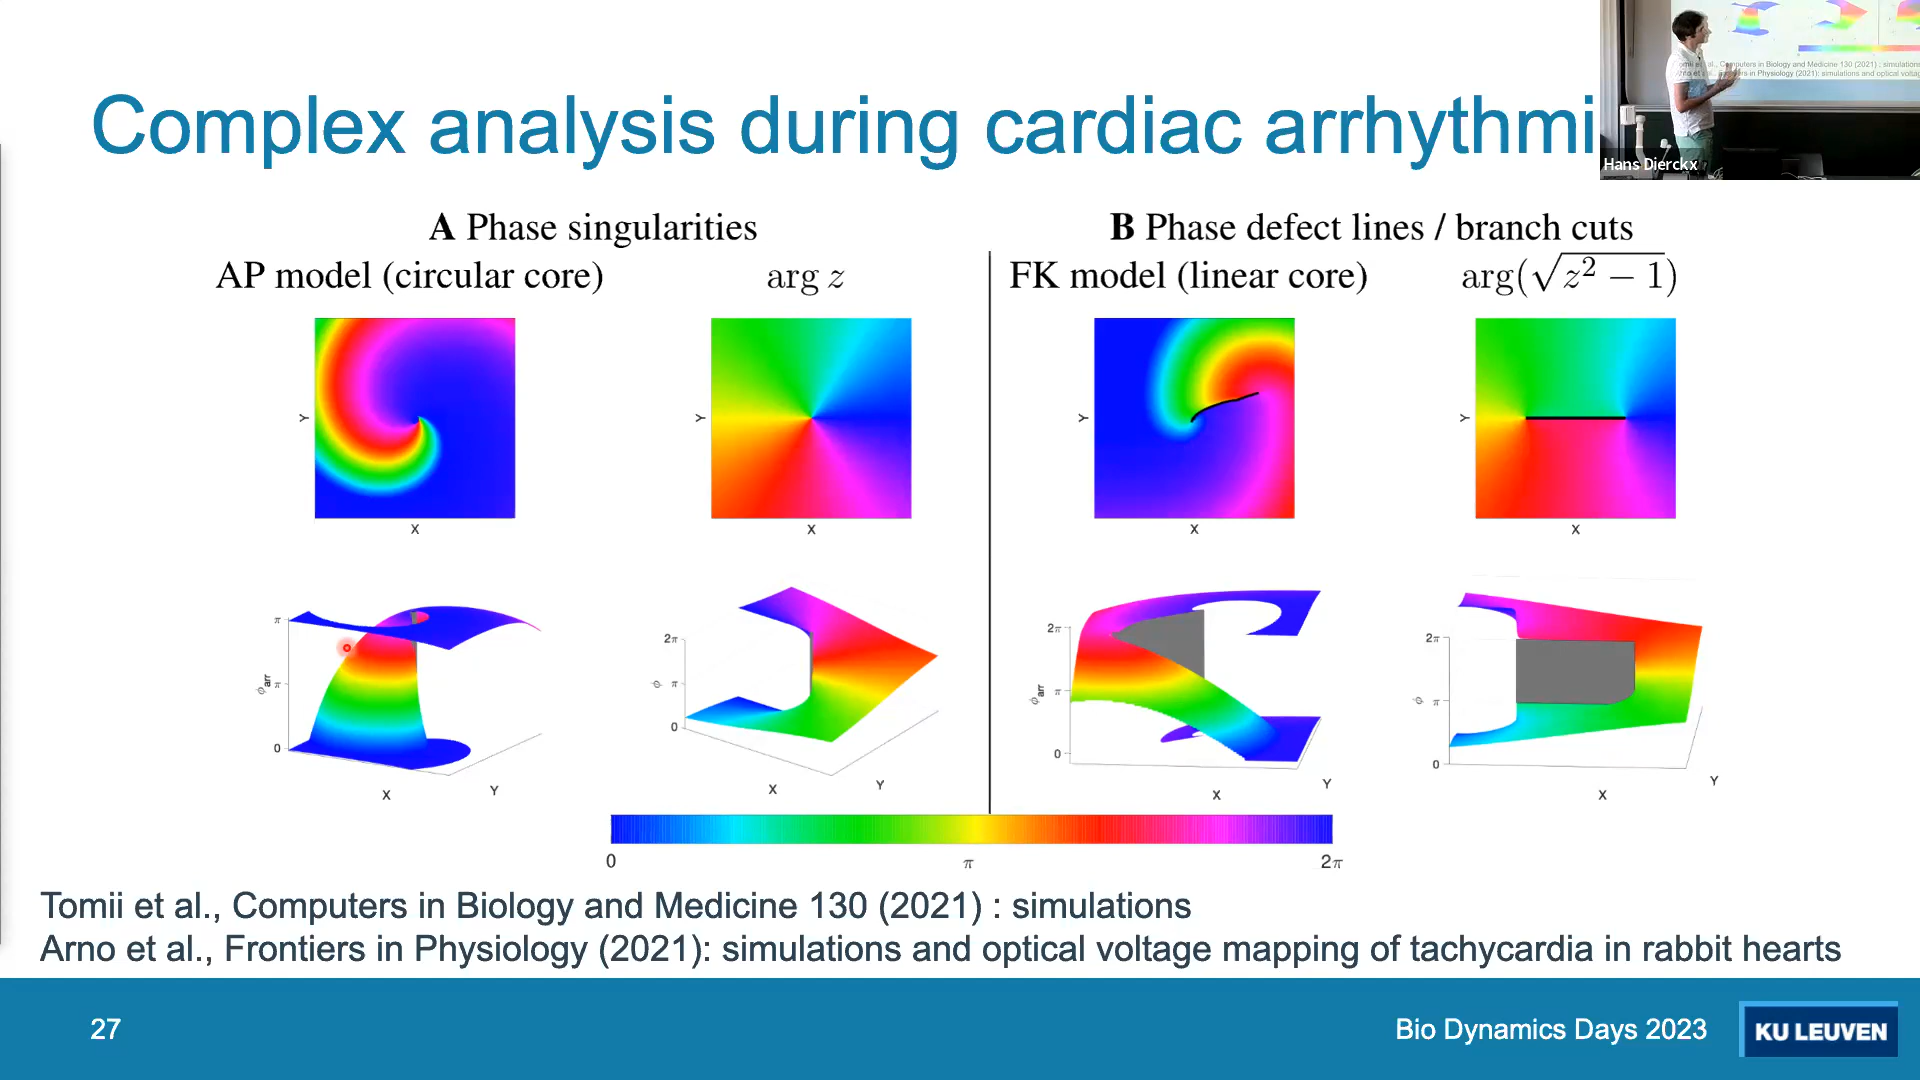 Complex analysis during cardiac arrhythmi
Hans Dierckx
A Phase singularities
B Phase defect lines / branch cuts
AP model (circular core)
arg z
FK model (linear core)
arg(√(z² − 1))
Y
X
Y
X
Y
X
Y
X
π
π
0
ϕarr
X
Y
2π
π
0
ϕ
X
Y
2π
π
0
ϕarr
X
Y
2π
π
0
ϕ
X
Y
0
π
2π
Tomii et al., Computers in Biology and Medicine 130 (2021) : simulations
Arno et al., Frontiers in Physiology (2021): simulations and optical voltage mapping of tachycardia in rabbit hearts
27
Bio Dynamics Days 2023
KU LEUVEN